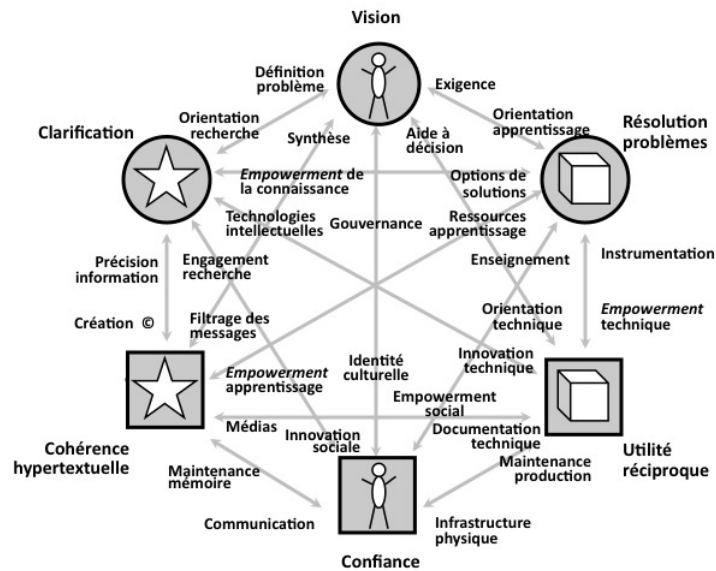 Vision
Définition
problème
Exigence
Orientation
recherche
Orientation
apprentissage
Clarification
Résolution
problèmes
Synthèse
Aide à
décision
Empowerment de
la connaissance
Options de
solutions
Technologies
intellectuelles
Gouvernance
Ressources
apprentissage
Précision
information
Engagement
recherche
Enseignement
Instrumentation
Création ©
Filtrage des
messages
Orientation
technique
Empowerment
technique
Empowerment
apprentissage
Identité
culturelle
Innovation
technique
Empowerment
social
Cohérence
hypertextuelle
Médias
Innovation
sociale
Documentation
technique
Utilité
réciproque
Maintenance
mémoire
Maintenance
production
Communication
Infrastructure
physique
Confiance